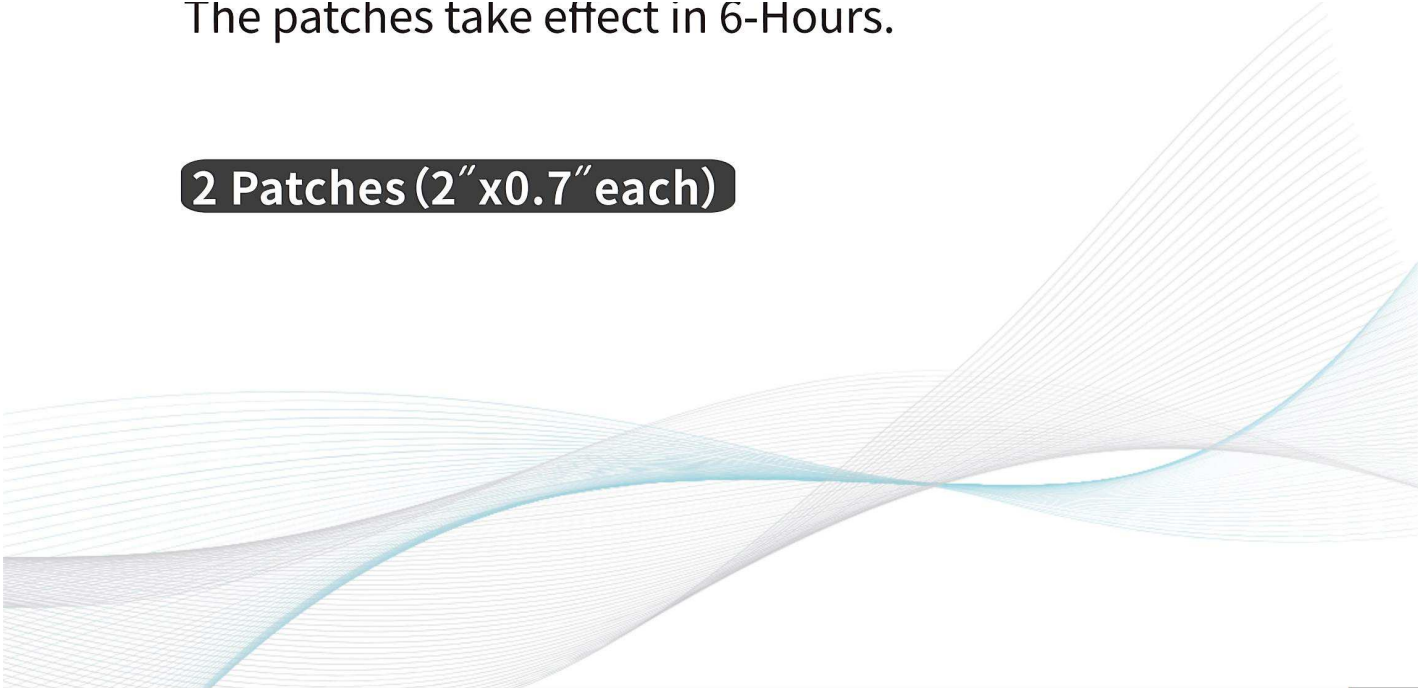 The patches take effect in 6-Hours.
2 Patches (2″x0.7″each)